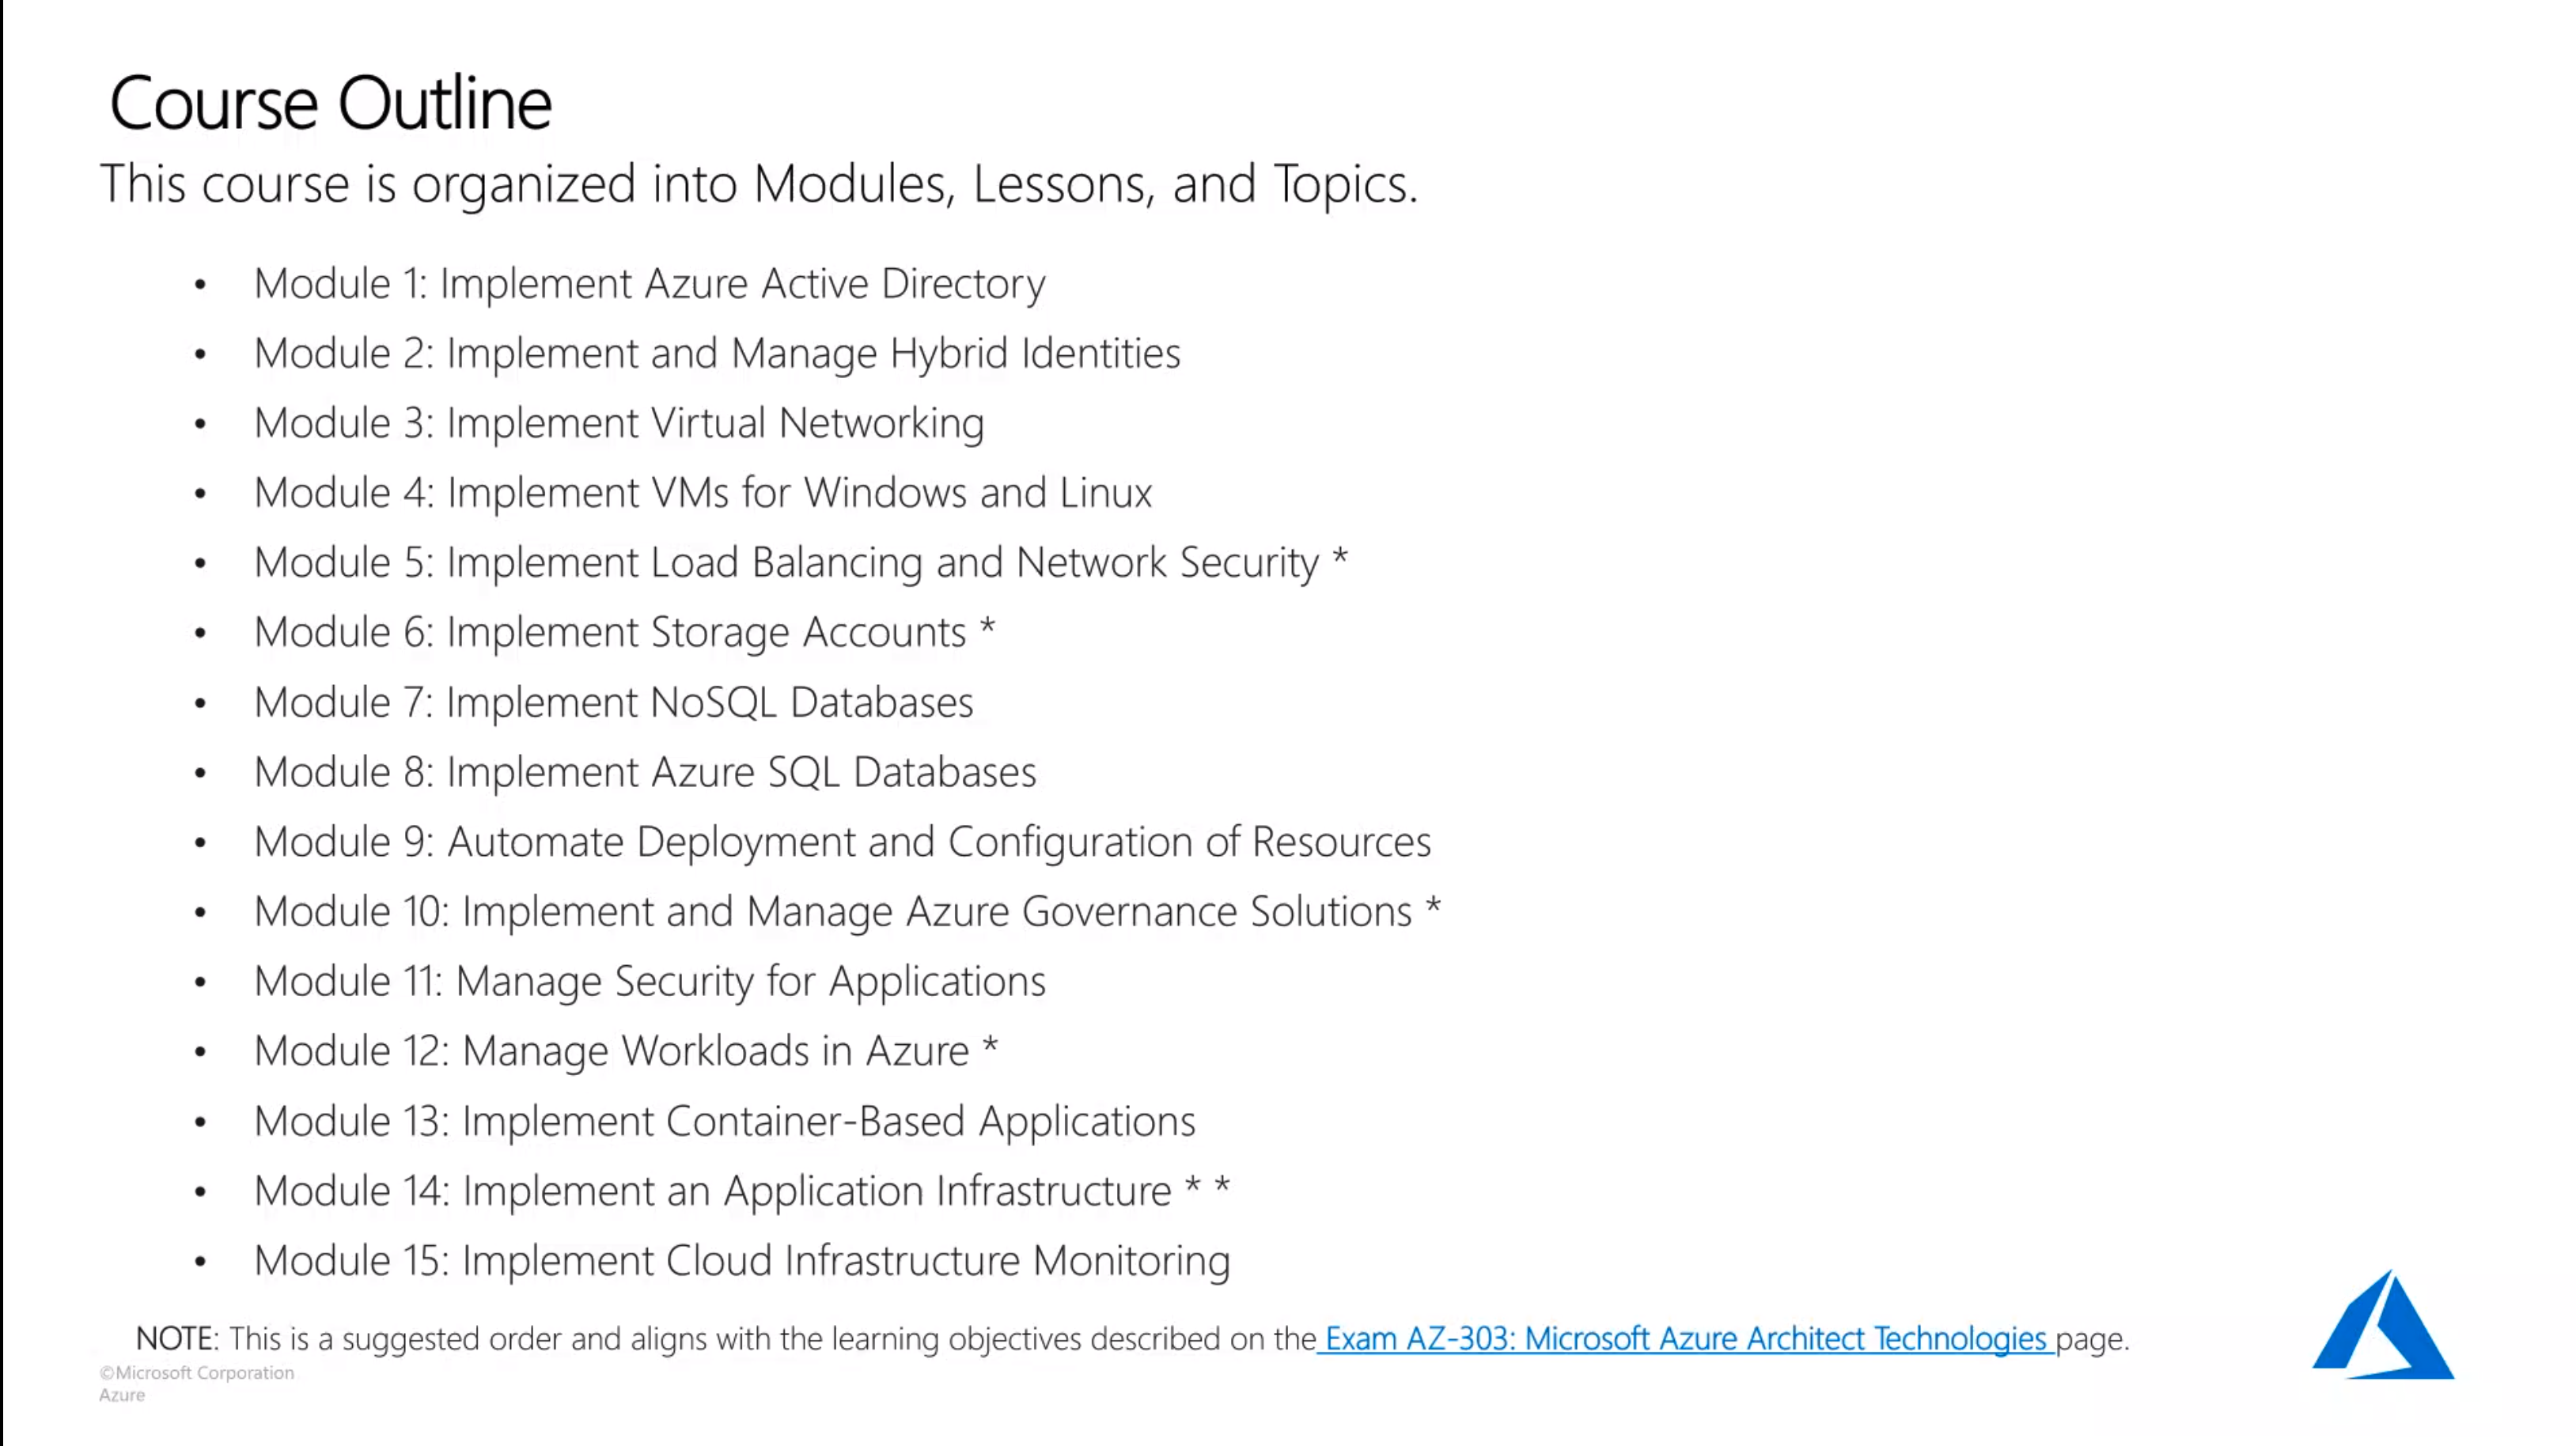 Course Outline
This course is organized into Modules, Lessons, and Topics.
• Module 1: Implement Azure Active Directory
• Module 2: Implement and Manage Hybrid Identities
• Module 3: Implement Virtual Networking
• Module 4: Implement VMs for Windows and Linux
• Module 5: Implement Load Balancing and Network Security *
• Module 6: Implement Storage Accounts *
• Module 7: Implement NoSQL Databases
• Module 8: Implement Azure SQL Databases
• Module 9: Automate Deployment and Configuration of Resources
• Module 10: Implement and Manage Azure Governance Solutions *
• Module 11: Manage Security for Applications
• Module 12: Manage Workloads in Azure *
• Module 13: Implement Container-Based Applications
• Module 14: Implement an Application Infrastructure * *
• Module 15: Implement Cloud Infrastructure Monitoring
NOTE: This is a suggested order and aligns with the learning objectives described on the Exam AZ-303: Microsoft Azure Architect Technologies page.
©Microsoft Corporation
Azure